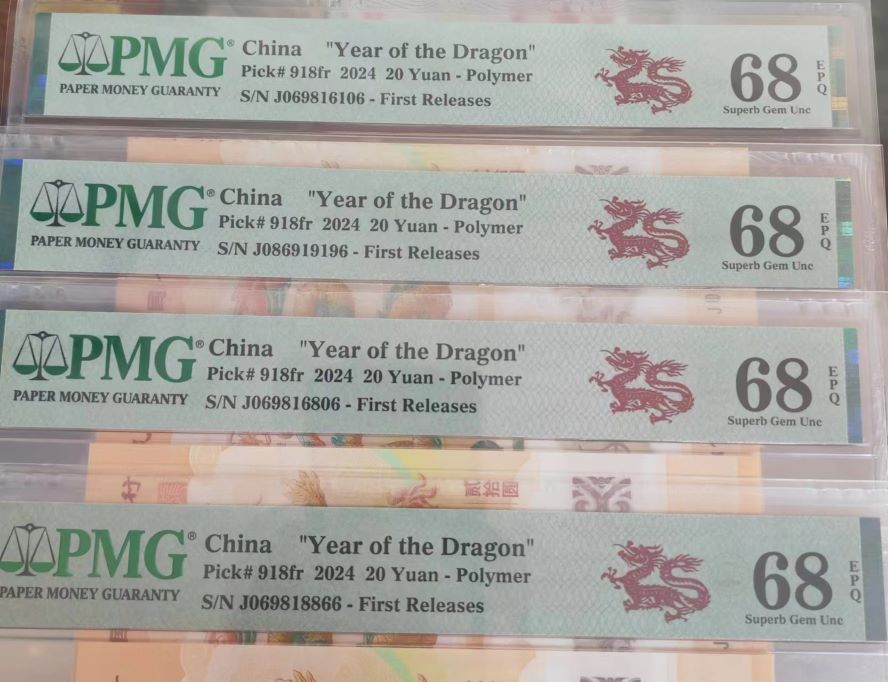 PMG® China "Year of the Dragon"
Pick# 918fr 2024 20 Yuan - Polymer
PAPER MONEY GUARANTY
S/N J069816106 - First Releases
68
EPQ
Superb Gem Unc
PMG® China "Year of the Dragon"
Pick# 918fr 2024 20 Yuan - Polymer
PAPER MONEY GUARANTY
S/N J086919196 - First Releases
68
EPQ
Superb Gem Unc
PMG® China "Year of the Dragon"
Pick# 918fr 2024 20 Yuan - Polymer
PAPER MONEY GUARANTY
S/N J069816806 - First Releases
68
EPQ
Superb Gem Unc
贰拾圆
PMG® China "Year of the Dragon"
Pick# 918fr 2024 20 Yuan - Polymer
PAPER MONEY GUARANTY
S/N J069818866 - First Releases
68
EPQ
Superb Gem Unc